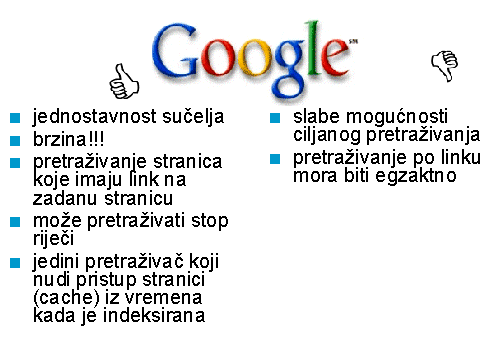 Google℠
jednostavnost sučelja
brzina!!!
pretraživanje stranica
koje imaju link na
zadanu stranicu
može pretraživati stop
riječi
jedini pretraživač koji
nudi pristup stranici
(cache) iz vremena
kada je indeksirana
slabe mogućnosti
ciljanog pretraživanja
pretraživanje po linku
mora biti egzaktno